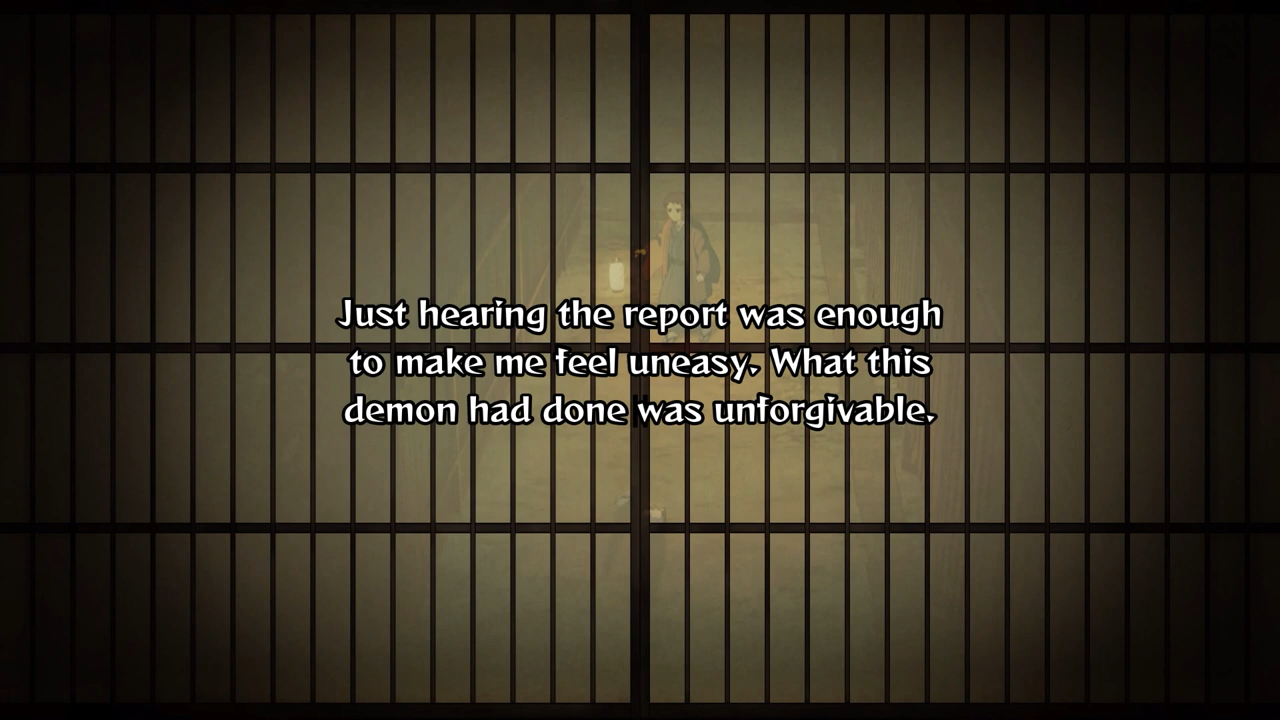 Just hearing the report was enough
to make me feel uneasy. What this
demon had done was unforgivable.